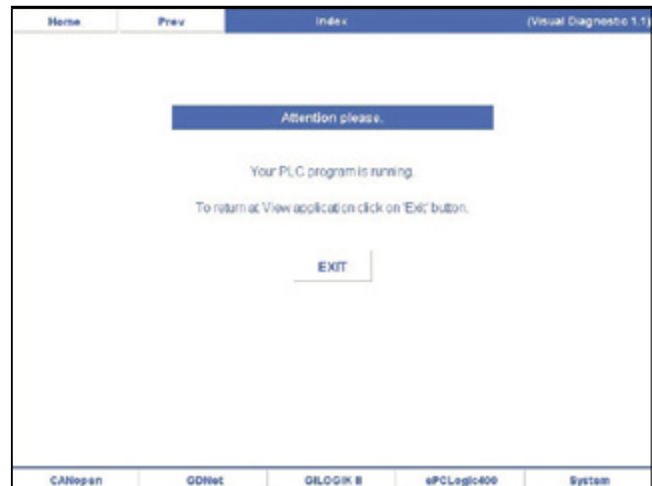 Home Prev Index (Visual Diagnostic 1.1)
Attention please.
Your PLC program is running.
To return at View application click on 'Exit' button.
EXIT
CANopen GDNet GILOGIK II ePCLogic400 System